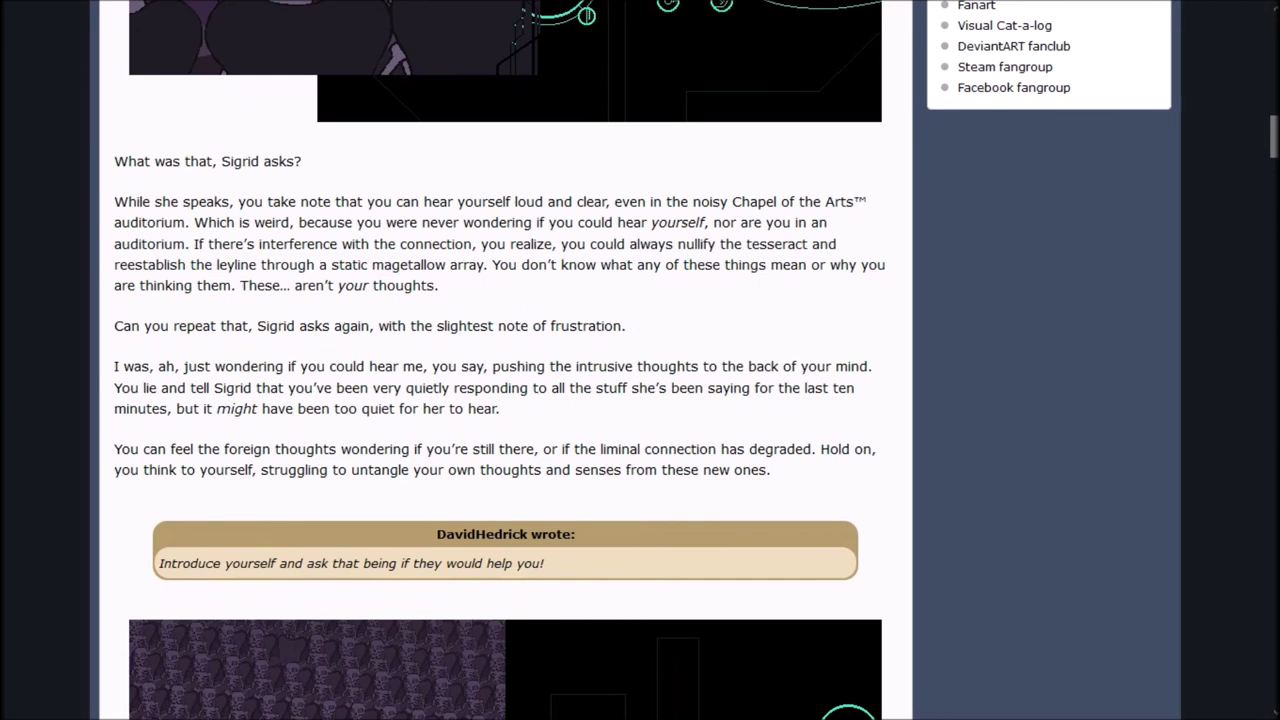 Fanart
Visual Cat-a-log
DeviantART fanclub
Steam fangroup
Facebook fangroup
What was that, Sigrid asks?
While she speaks, you take note that you can hear yourself loud and clear, even in the noisy Chapel of the Arts™
auditorium. Which is weird, because you were never wondering if you could hear yourself, nor are you in an
auditorium. If there's interference with the connection, you realize, you could always nullify the tesseract and
reestablish the leyline through a static magetallow array. You don't know what any of these things mean or why you
are thinking them. These... aren't your thoughts.
Can you repeat that, Sigrid asks again, with the slightest note of frustration.
I was, ah, just wondering if you could hear me, you say, pushing the intrusive thoughts to the back of your mind.
You lie and tell Sigrid that you've been very quietly responding to all the stuff she's been saying for the last ten
minutes, but it might have been too quiet for her to hear.
You can feel the foreign thoughts wondering if you're still there, or if the liminal connection has degraded. Hold on,
you think to yourself, struggling to untangle your own thoughts and senses from these new ones.
DavidHedrick wrote:
Introduce yourself and ask that being if they would help you!